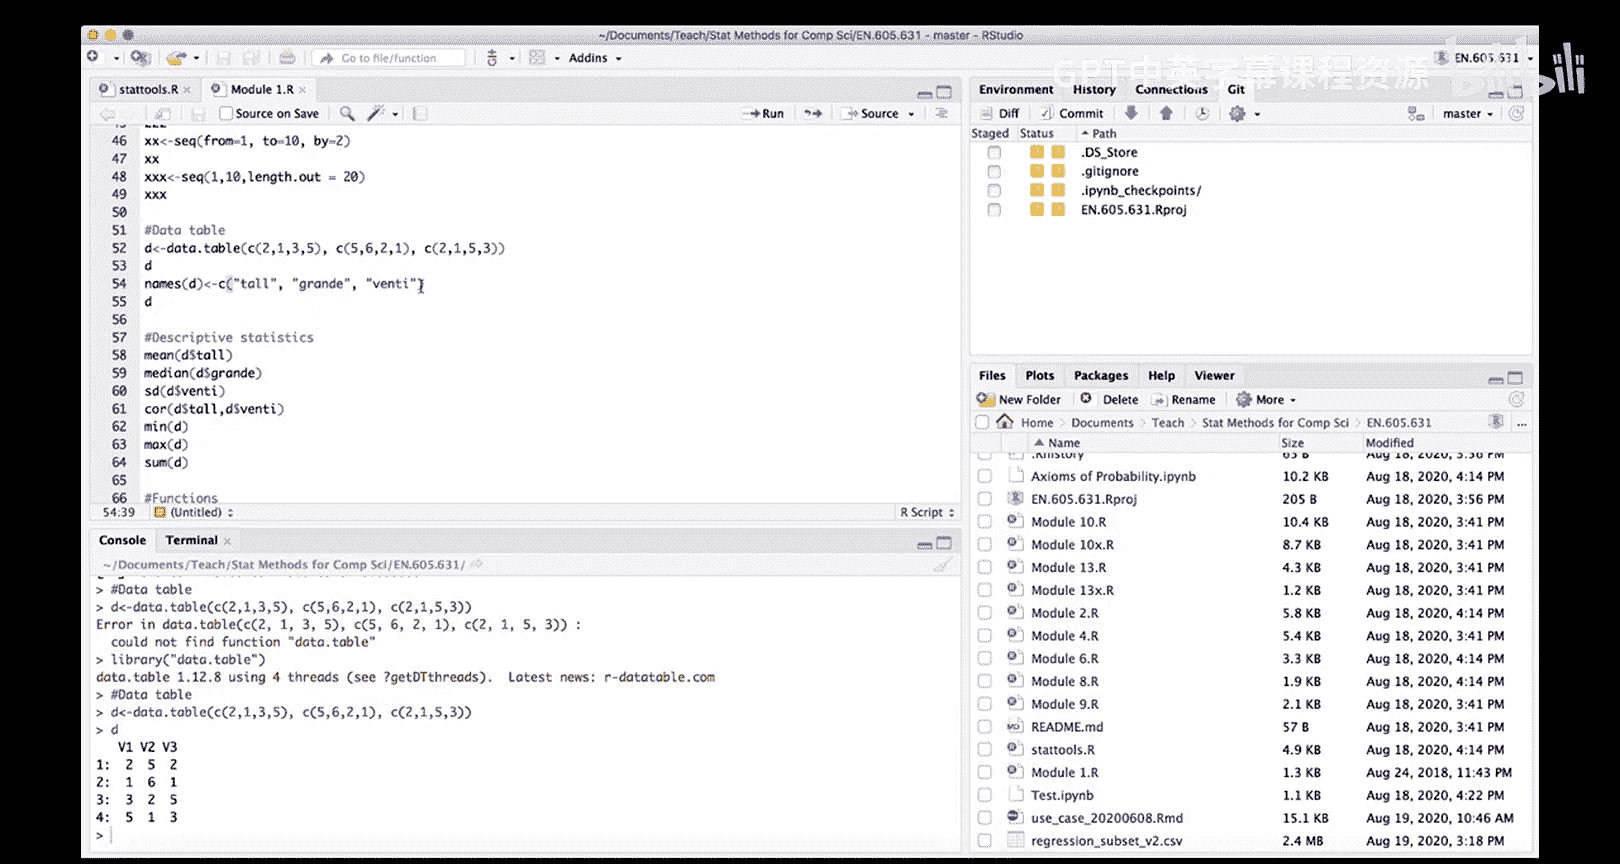 ~/Documents/Teach/Stat Methods for Comp Sci/EN.605.631 - master - RStudio
Go to file/function
Addins
EN.605.631
GPT中英字幕课程资源
bilibili
stattools.R
Module 1.R
Source on Save
Run
Source
46 xx<-seq(from=1, to=10, by=2)
47 xx
48 xxx<-seq(1,10,length.out = 20)
49 xxx
50
51 #Data table
52 d<-data.table(c(2,1,3,5), c(5,6,2,1), c(2,1,5,3))
53 d
54 names(d)<-c("tall", "grande", "venti")
55 d
56
57 #Descriptive statistics
58 mean(d$tall)
59 median(d$grande)
60 sd(d$venti)
61 cor(d$tall,d$venti)
62 min(d)
63 max(d)
64 sum(d)
65
66 #Functions
54:39 (Untitled) R Script
Console Terminal
~/Documents/Teach/Stat Methods for Comp Sci/EN.605.631/
> #Data table
> d<-data.table(c(2,1,3,5), c(5,6,2,1), c(2,1,5,3))
Error in data.table(c(2, 1, 3, 5), c(5, 6, 2, 1), c(2, 1, 5, 3)) :
could not find function "data.table"
> library("data.table")
data.table 1.12.8 using 4 threads (see ?getDTthreads). Latest news: r-datatable.com
> #Data table
> d<-data.table(c(2,1,3,5), c(5,6,2,1), c(2,1,5,3))
> d
V1 V2 V3
1: 2 5 2
2: 1 6 1
3: 3 2 5
4: 5 1 3
>
Environment History Connections Git
Diff Commit master
Staged Status Path
.DS_Store
.gitignore
.ipynb_checkpoints/
EN.605.631.Rproj
Files Plots Packages Help Viewer
New Folder Delete Rename More
Home Documents Teach Stat Methods for Comp Sci EN.605.631 ...
Name Size Modified
.Rhistory 63 B Aug 18, 2020, 3:56 PM
Axioms of Probability.ipynb 10.2 KB Aug 18, 2020, 4:14 PM
EN.605.631.Rproj 205 B Aug 18, 2020, 3:56 PM
Module 10.R 10.4 KB Aug 18, 2020, 3:41 PM
Module 10x.R 8.7 KB Aug 18, 2020, 3:41 PM
Module 13.R 4.3 KB Aug 18, 2020, 3:41 PM
Module 13x.R 1.2 KB Aug 18, 2020, 3:41 PM
Module 2.R 5.8 KB Aug 18, 2020, 4:14 PM
Module 4.R 5.4 KB Aug 18, 2020, 3:41 PM
Module 6.R 3.3 KB Aug 18, 2020, 4:14 PM
Module 8.R 1.9 KB Aug 18, 2020, 3:41 PM
Module 9.R 2.1 KB Aug 18, 2020, 3:41 PM
README.md 57 B Aug 18, 2020, 3:41 PM
stattools.R 4.9 KB Aug 18, 2020, 4:14 PM
Module 1.R 1.3 KB Aug 24, 2018, 11:43 PM
Test.ipynb 1.1 KB Aug 18, 2020, 4:22 PM
use_case_20200608.Rmd 15.1 KB Aug 19, 2020, 10:46 AM
regression_subset_v2.csv 2.4 MB Aug 19, 2020, 3:18 PM